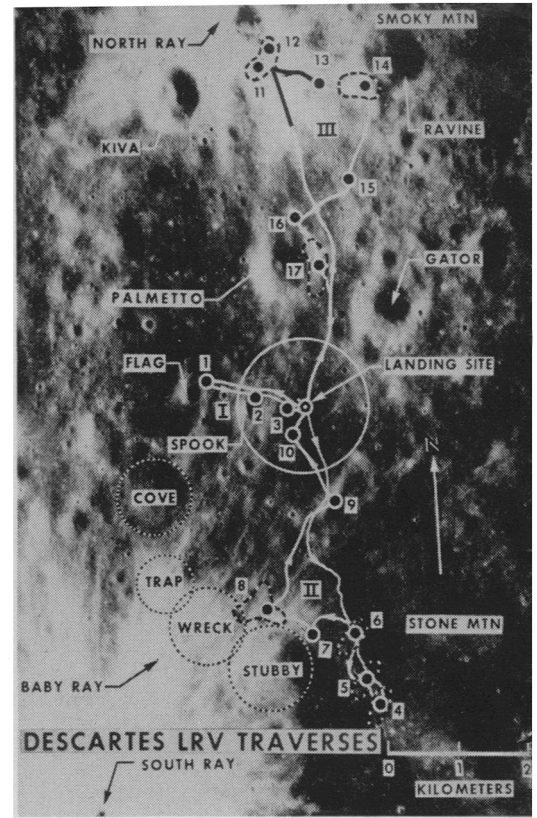 SMOKY MTN
NORTH RAY
12
11
13
14
KIVA
III
RAVINE
15
16
17
GATOR
PALMETTO
FLAG
1
LANDING SITE
I
2
3
SPOOK
10
N
COVE
9
TRAP
8
II
WRECK
6
STONE MTN
7
STUBBY
BABY RAY
5
4
DESCARTES LRV TRAVERSES
SOUTH RAY
0 1 2
KILOMETERS